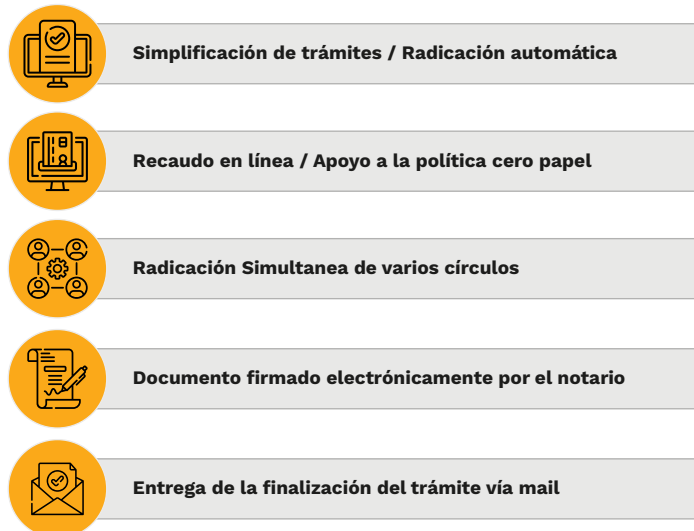 Simplificación de trámites / Radicación automática
Recaudo en línea / Apoyo a la política cero papel
Radicación Simultanea de varios círculos
Documento firmado electrónicamente por el notario
Entrega de la finalización del trámite vía mail